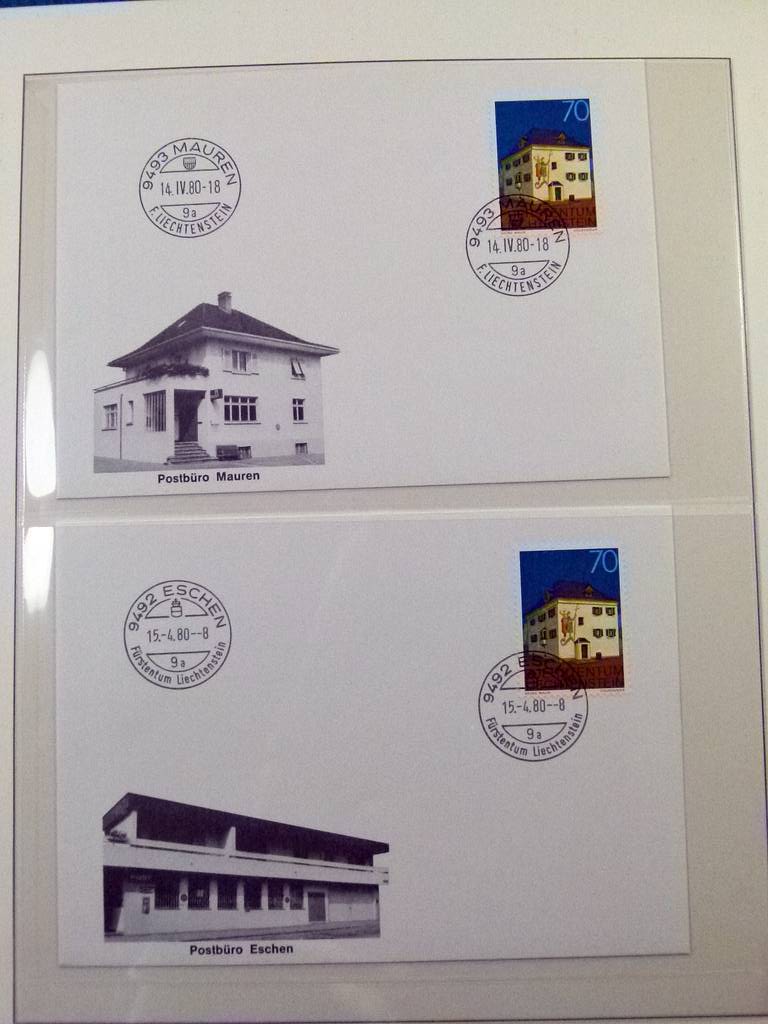 9493 MAUREN
14.IV.80-18
9a
F. LIECHTENSTEIN
70
9493 MAUREN
14.IV.80-18
9a
F. LIECHTENSTEIN
Postbüro Mauren
9492 ESCHEN
15.-4.80--8
9a
Fürstentum Liechtenstein
70
9492 ESCHEN
15.-4.80--8
9a
Fürstentum Liechtenstein
Postbüro Eschen